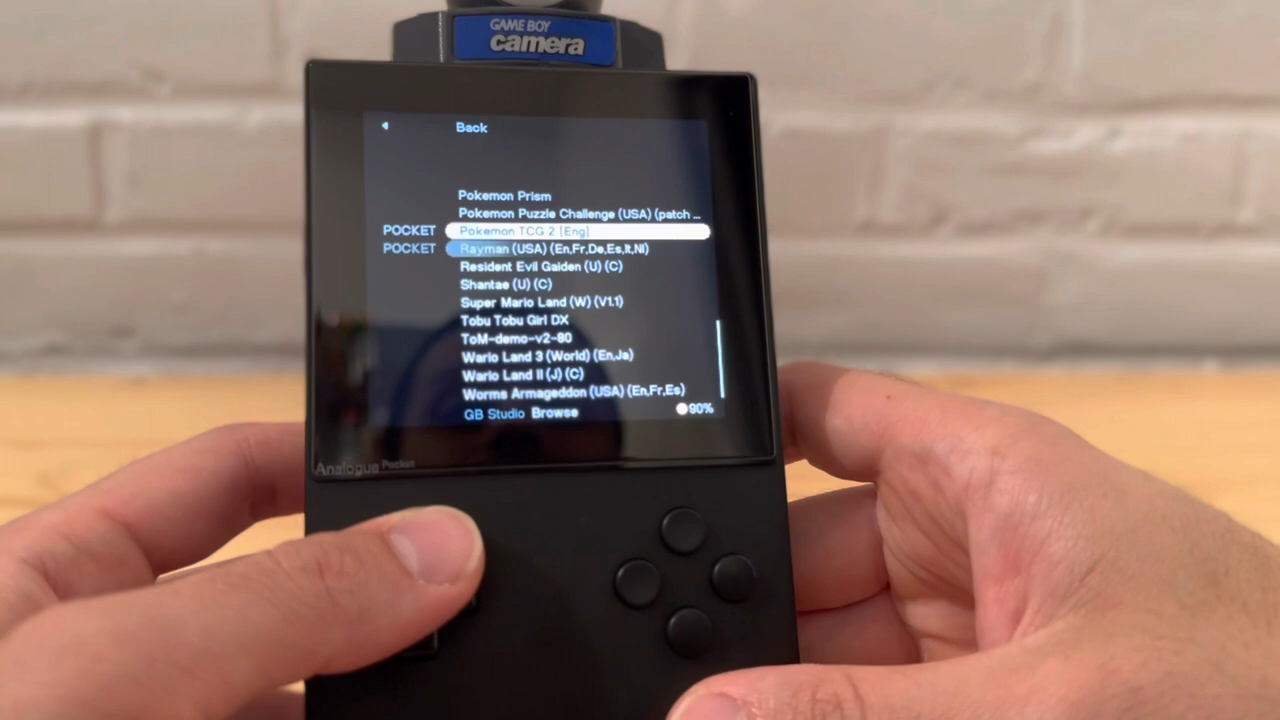 GAME BOY
camera
Back
Pokemon Prism
Pokemon Puzzle Challenge (USA) (patch ...
POCKET Pokemon TCG 2 [Eng]
POCKET Rayman (USA) (En,Fr,De,Es,It,Nl)
Resident Evil Gaiden (U) (C)
Shantae (U) (C)
Super Mario Land (W) (V1.1)
Tobu Tobu Girl DX
ToM-demo-v2-80
Wario Land 3 (World) (En,Ja)
Wario Land II (J) (C)
Worms Armageddon (USA) (En,Fr,Es)
GB Studio Browse 90%
Analogue Pocket